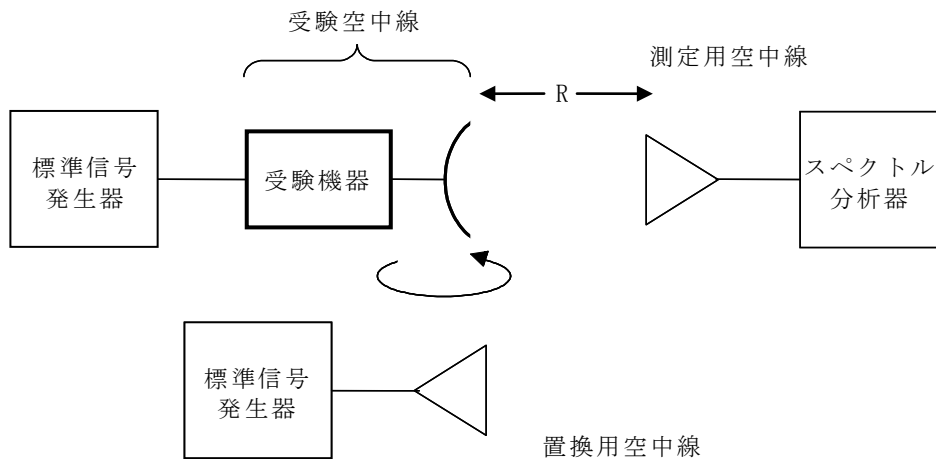 受験空中線
測定用空中線
R
標準信号
発生器
受験機器
スペクトル
分析器
標準信号
発生器
置換用空中線